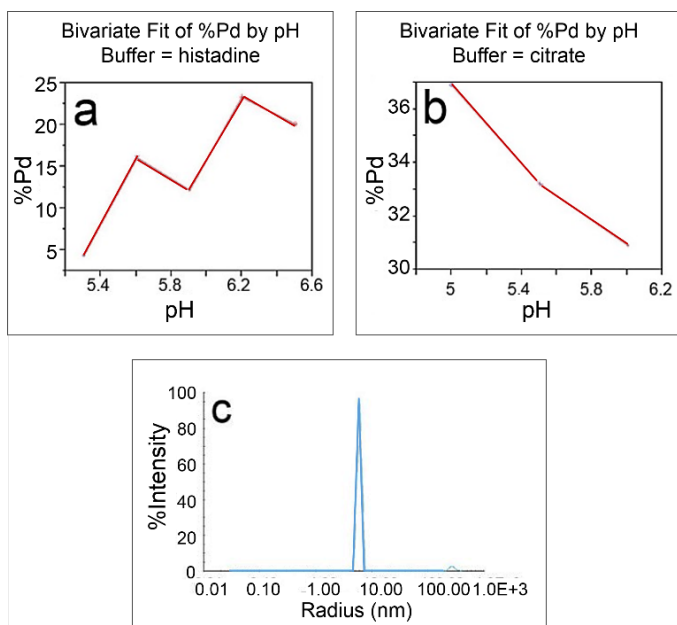 Bivariate Fit of %Pd by pH
Buffer = histadine
a
%Pd
25
20
15
10
5
5.4 5.8 6.2 6.6
pH
Bivariate Fit of %Pd by pH
Buffer = citrate
b
%Pd
36
33
31
30
5 5.4 5.8 6.2
pH
c
%Intensity
100
80
60
40
20
0
0.01 0.10 -1.00 10.00 100.00 1.0E+3
Radius (nm)